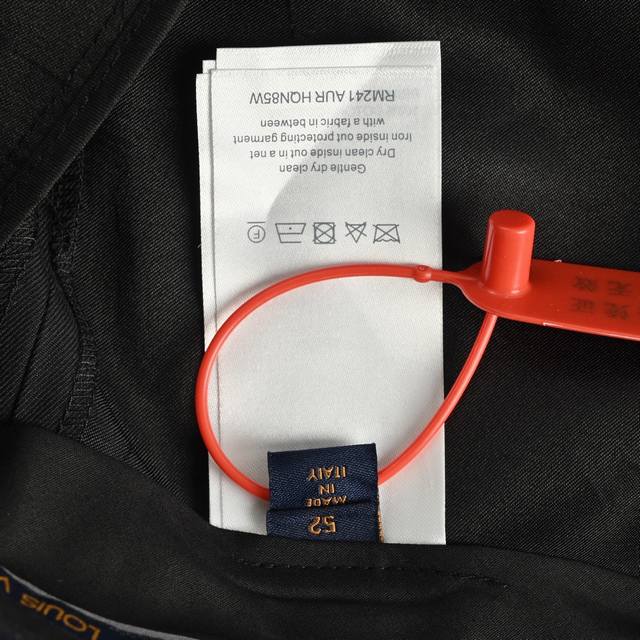 Gentle dry clean
Dry clean inside out in a net
Iron inside out protecting garment
with a fabric in between
RM241 AUR HQN85W
F
52
MADE
IN
ITALY
LOUIS V